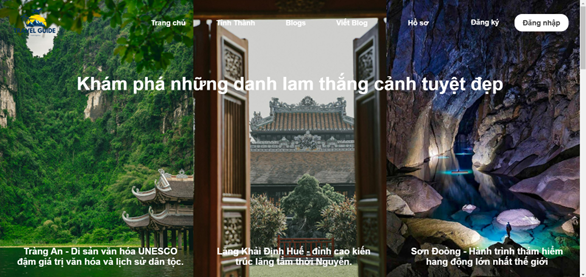 TRAVEL GUIDE
Trang chủ
Tỉnh Thành
Blogs
Viết Blog
Hồ sơ
Đăng ký
Đăng nhập
Khám phá những danh lam thắng cảnh tuyệt đẹp
Tràng An - Di sản văn hóa UNESCO
đậm giá trị văn hóa và lịch sử dân tộc.
Lăng Khải Định Huế - đỉnh cao kiến
trúc lăng tẩm thời Nguyễn.
Sơn Đoòng - Hành trình thám hiểm
hang động lớn nhất thế giới